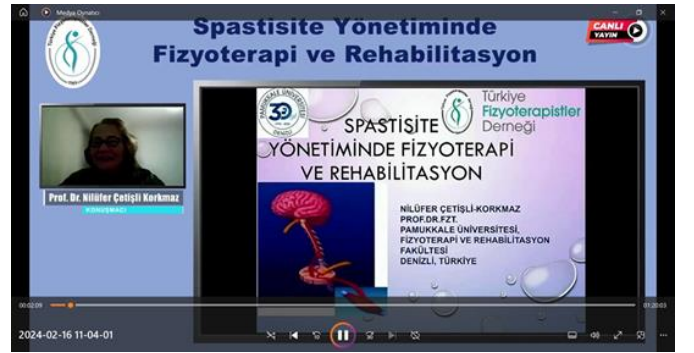 Medya Oynatıcı
Spastisite Yönetiminde
Fizyoterapi ve Rehabilitasyon
CANLI
YAYIN
Prof. Dr. Nilüfer Çetişli Korkmaz
KONUŞMACI
PAMUKKALE ÜNİVERSİTESİ
30
DENİZLİ
Türkiye
Fizyoterapistler
Derneği
SPASTİSİTE
YÖNETİMİNDE FİZYOTERAPİ
VE REHABİLİTASYON
NİLÜFER ÇETİŞLİ-KORKMAZ
PROF.DR.FZT.
PAMUKKALE ÜNİVERSİTESİ,
FİZYOTERAPİ VE REHABİLİTASYON
FAKÜLTESİ
DENİZLİ, TÜRKİYE
00:02:09
01:20:03
2024-02-16 11-04-01